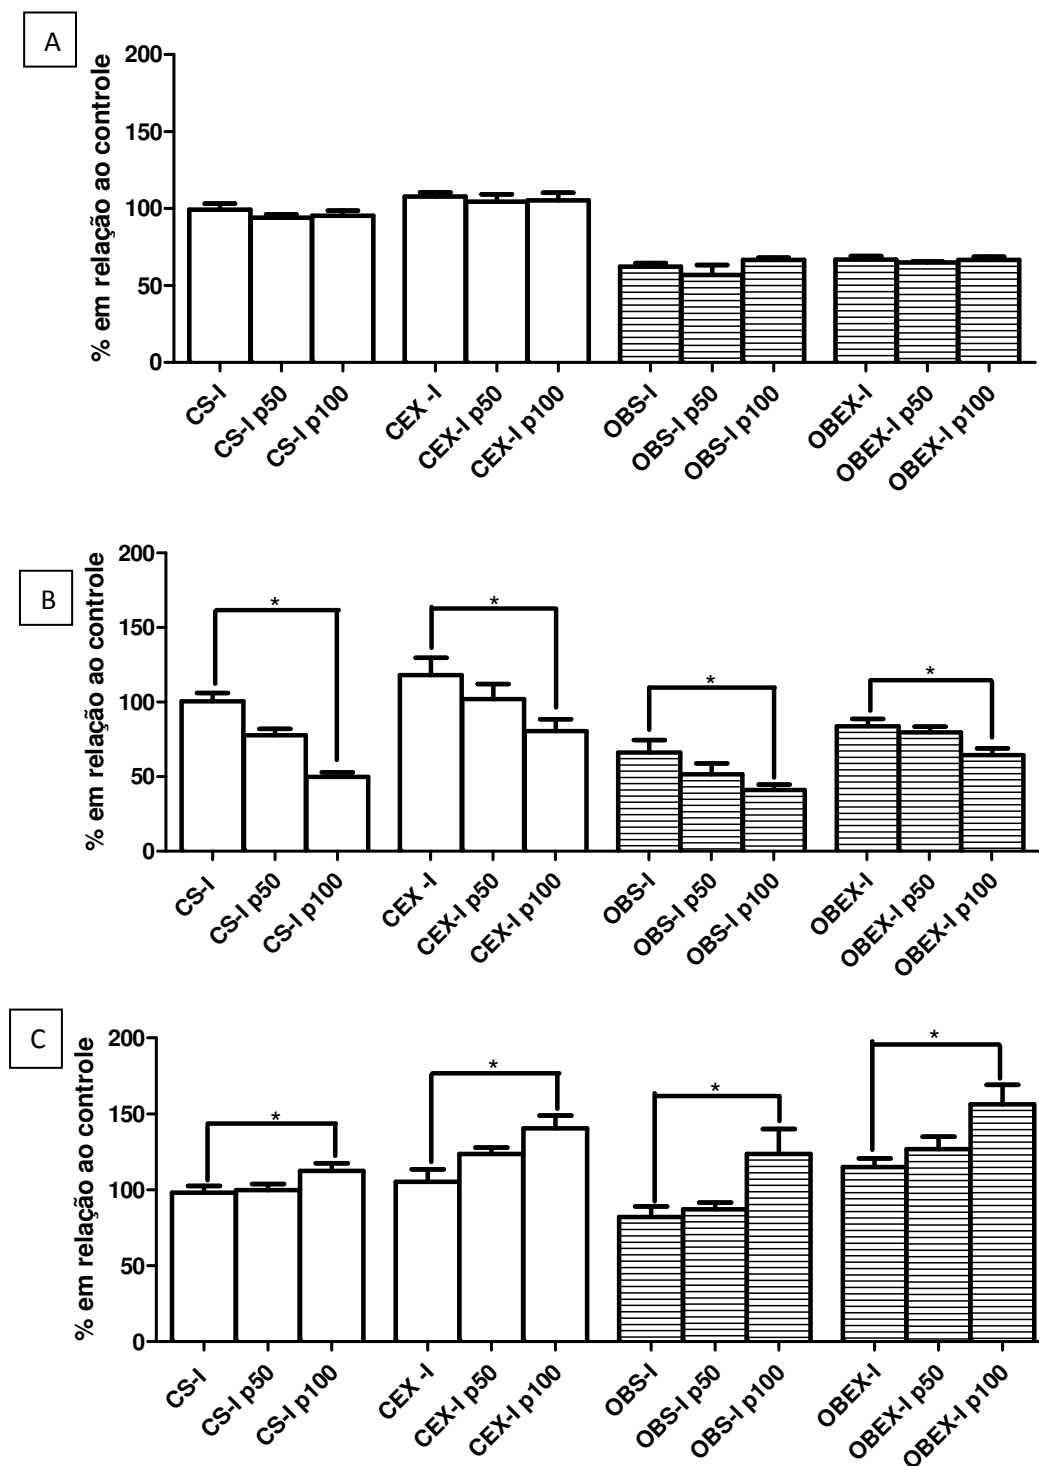 A
% em relação ao controle
200
150
100
50
0
CS-I
CS-I p50
CS-I p100
CEX -I
CEX-I p50
CEX-I p100
OBS-I
OBS-I p50
OBS-I p100
OBEX-I
OBEX-I p50
OBEX-I p100
B
% em relação ao controle
200
150
100
50
0
*
*
*
*
CS-I
CS-I p50
CS-I p100
CEX -I
CEX-I p50
CEX-I p100
OBS-I
OBS-I p50
OBS-I p100
OBEX-I
OBEX-I p50
OBEX-I p100
C
% em relação ao controle
200
150
100
50
0
*
*
*
*
CS-I
CS-I p50
CS-I p100
CEX -I
CEX-I p50
CEX-I p100
OBS-I
OBS-I p50
OBS-I p100
OBEX-I
OBEX-I p50
OBEX-I p100